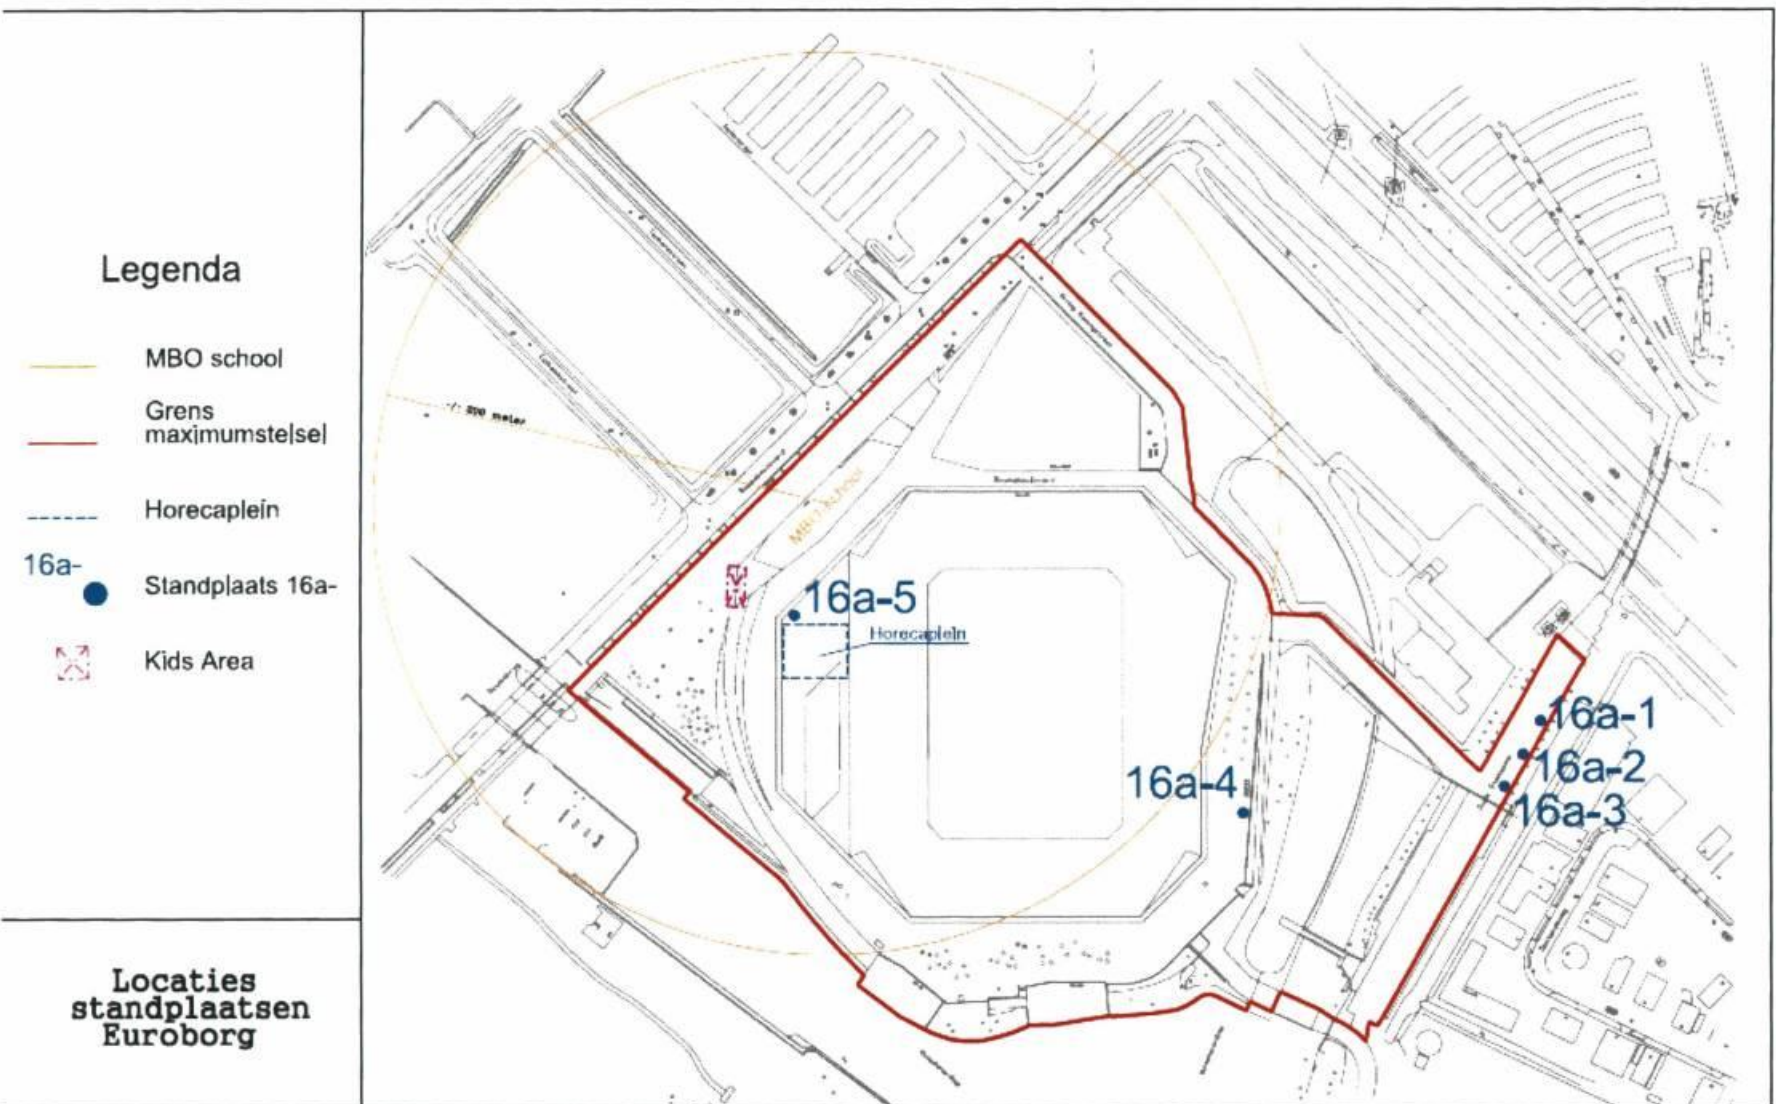 Legenda
MBO school
Grens
maximumstelsel
Horecaplein
16a-
Standplaats 16a-
Kids Area
Locaties
standplaatsen
Euroborg
MBO school
16a-5
Horecaplein
16a-4
16a-1
16a-2
16a-3